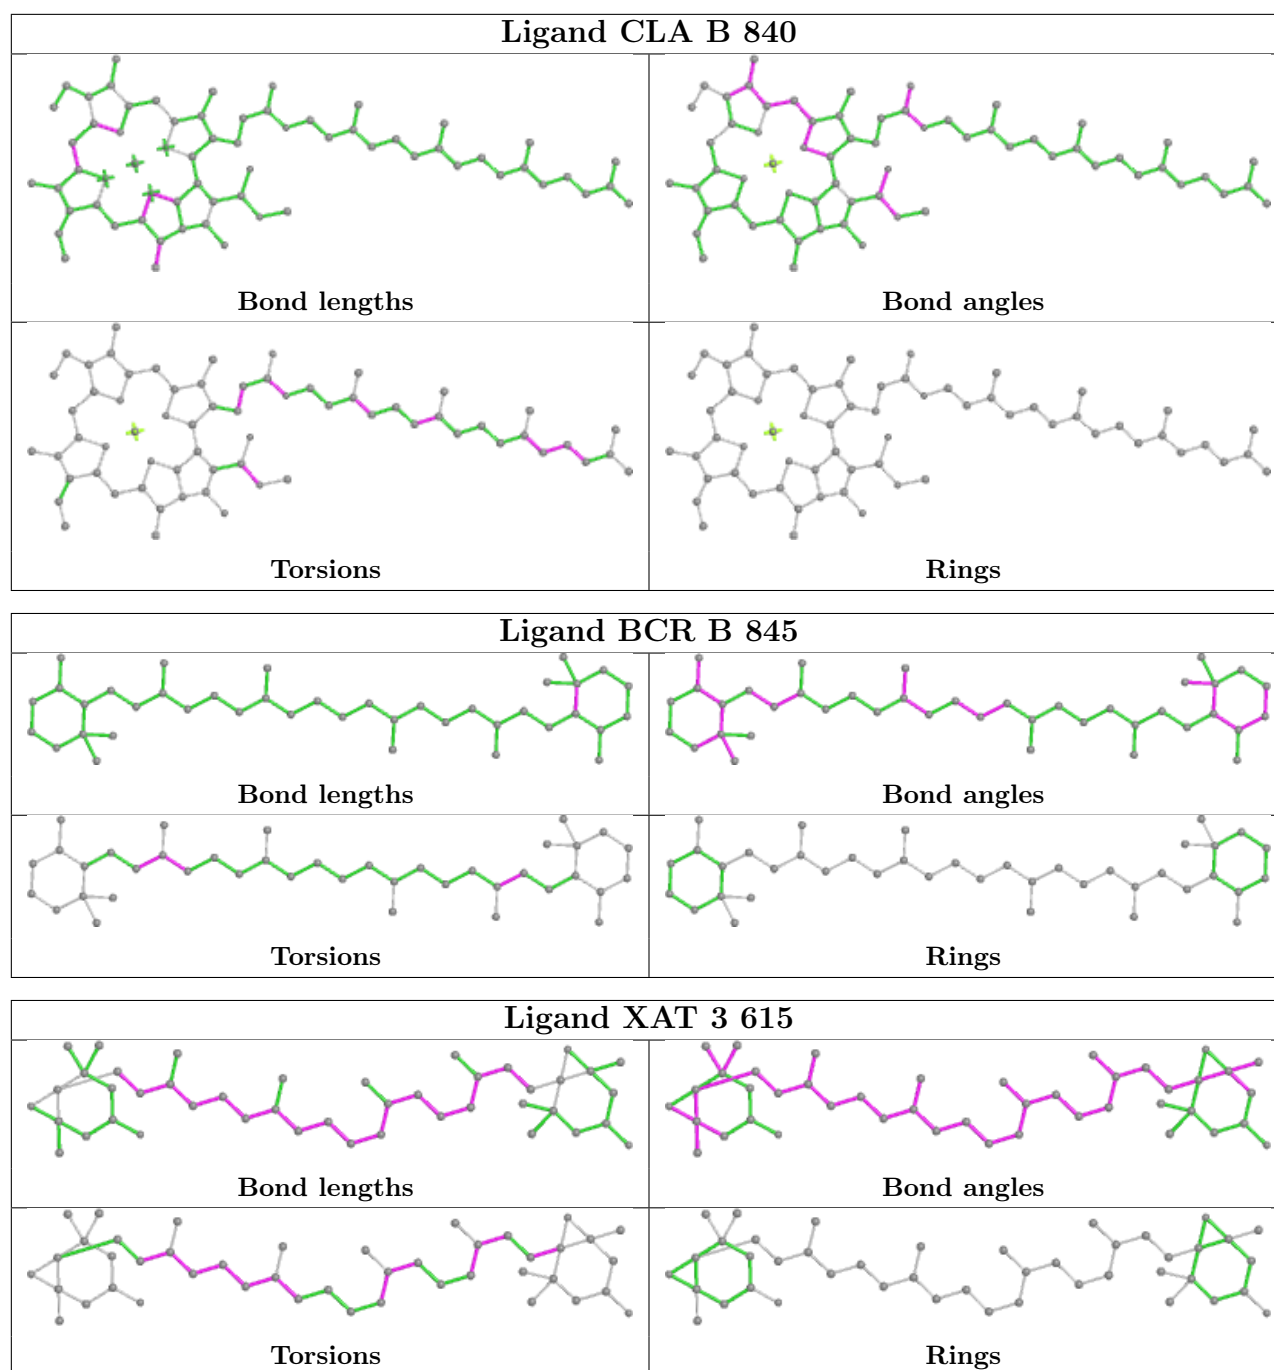 Ligand CLA B 840
Bond lengths
Bond angles
Torsions
Rings
Ligand BCR B 845
Bond lengths
Bond angles
Torsions
Rings
Ligand XAT 3 615
Bond lengths
Bond angles
Torsions
Rings